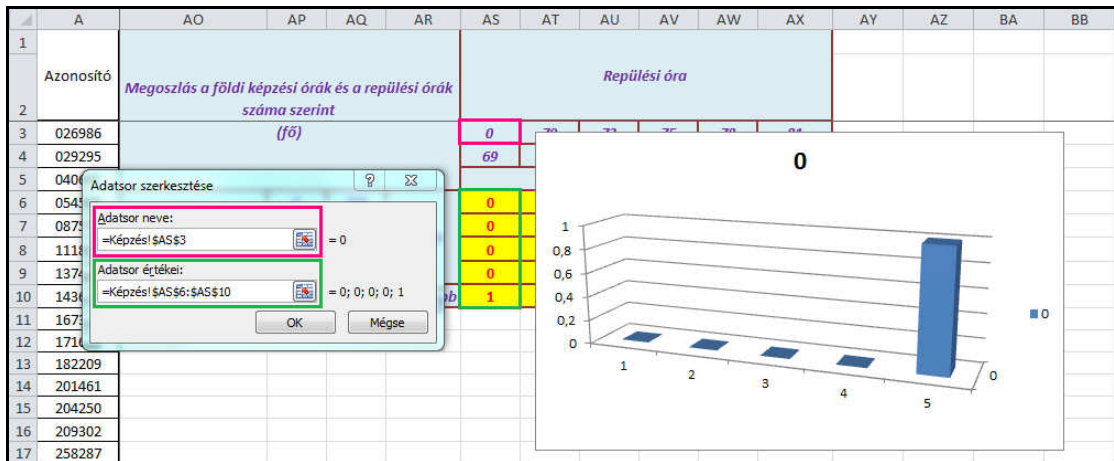 A AO AP AQ AR AS AT AU AV AW AX AY AZ BA BB
1
Azonosító Megoszlás a földi képzési órák és a repülési órák Repülési óra
2 száma szerint
3 026986 (fő) 0
4 029295 69
5
Adatsor szerkesztése
6 0
Adatsor neve:
7 =Képzés!$AS$3 = 0 0
8 0
Adatsor értékei:
9 =Képzés!$AS$6:$AS$10 = 0; 0; 0; 0; 1 0
10 1
11 OK Mégse
12
13 182209
14 201461
15 204250
16 209302
17 258287
0
1
0,8
0,6
0,4
0,2
0
1 2 3 4 5
0
0